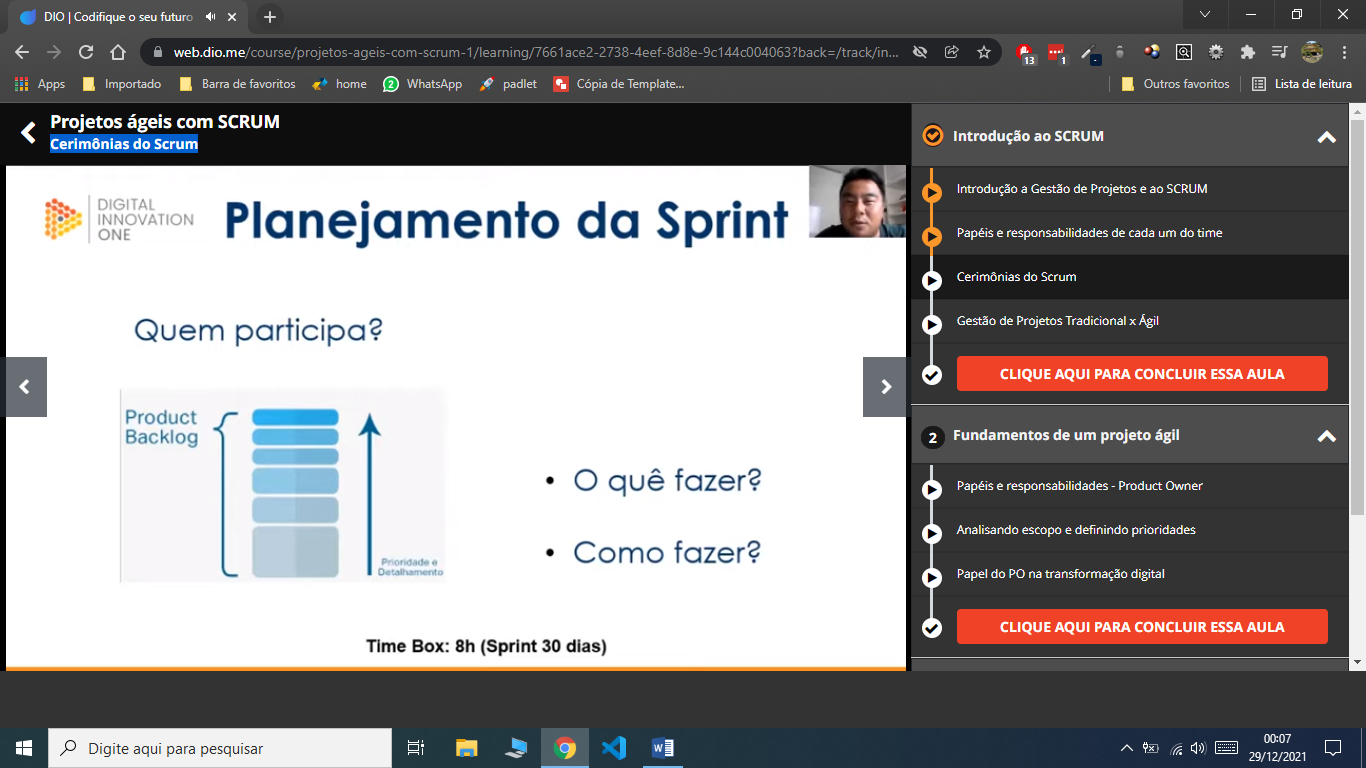 DIO | Codifique o seu futuro
web.dio.me/course/projetos-ageis-com-scrum-1/learning/7661ace2-2738-4eef-8d8e-9c144c004063?back=/track/in...
13
1
Apps
Importado
Barra de favoritos
home
2
WhatsApp
padlet
Cópia de Template...
Outros favoritos
Lista de leitura
Projetos ágeis com SCRUM
Cerimônias do Scrum
DIGITAL
INNOVATION
ONE
Planejamento da Sprint
Quem participa?
Product
Backlog
Prioridade e
Detalhamento
• O quê fazer?
• Como fazer?
Time Box: 8h (Sprint 30 dias)
Introdução ao SCRUM
Introdução a Gestão de Projetos e ao SCRUM
Papéis e responsabilidades de cada um do time
Cerimônias do Scrum
Gestão de Projetos Tradicional x Ágil
CLIQUE AQUI PARA CONCLUIR ESSA AULA
2 Fundamentos de um projeto ágil
Papéis e responsabilidades - Product Owner
Analisando escopo e definindo prioridades
Papel do PO na transformação digital
CLIQUE AQUI PARA CONCLUIR ESSA AULA
Digite aqui para pesquisar
00:07
29/12/2021